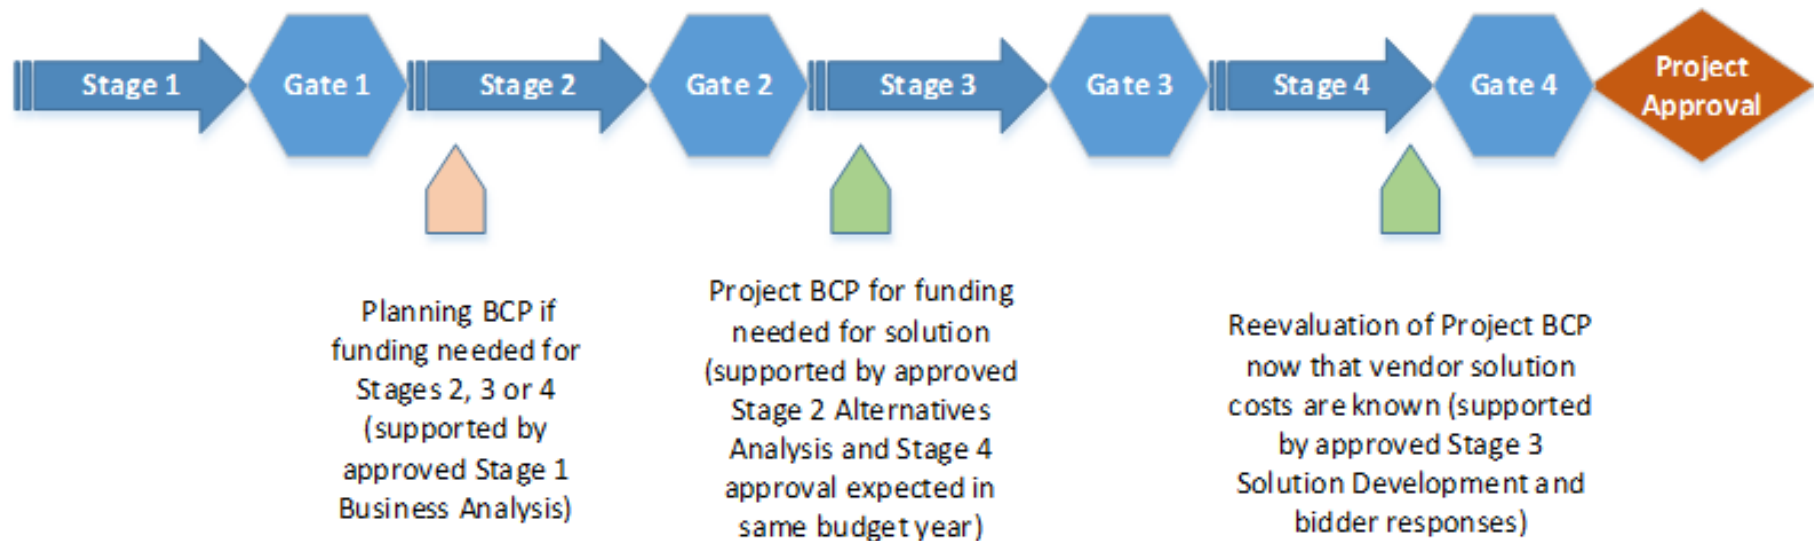 Stage 1
Gate 1
Stage 2
Gate 2
Stage 3
Gate 3
Stage 4
Gate 4
Project
Approval
Planning BCP if
funding needed for
Stages 2, 3 or 4
(supported by
approved Stage 1
Business Analysis)
Project BCP for funding
needed for solution
(supported by approved
Stage 2 Alternatives
Analysis and Stage 4
approval expected in
same budget year)
Reevaluation of Project BCP
now that vendor solution
costs are known (supported
by approved Stage 3
Solution Development and
bidder responses)